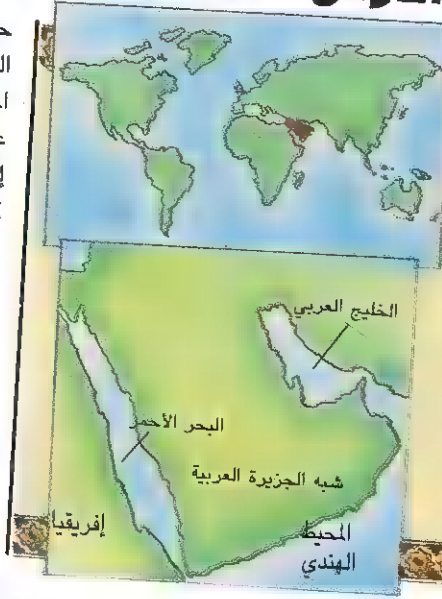 الخليج العربي
البحر الأحمر
شبه الجزيرة العربية
إفريقيا
المحيط
الهندي